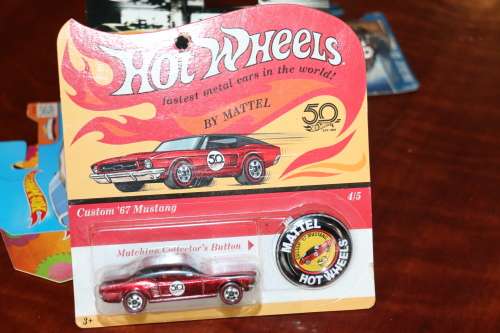 HOT WHEELS
fastest metal cars in the world!
BY MATTEL
50
50
Custom '67 Mustang
4/5
Matching Collector's Button
MATTEL
HOT WHEELS
50
3+